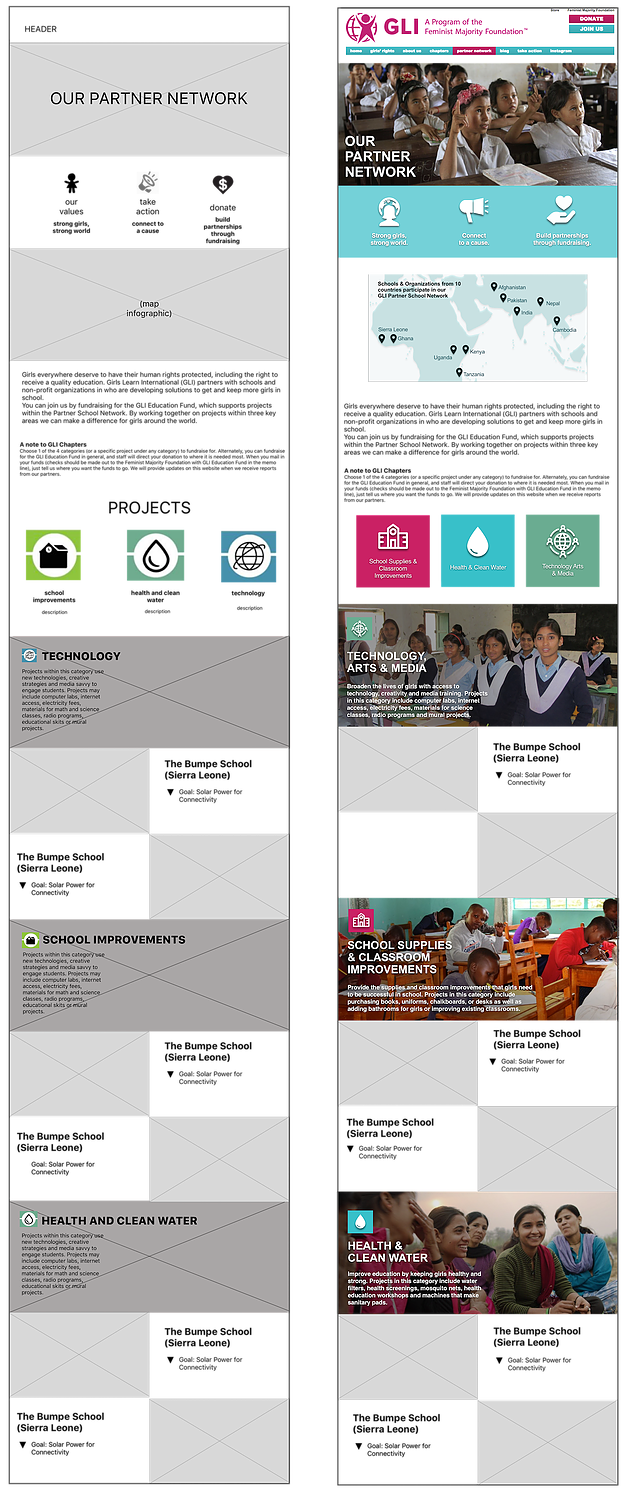 HEADER
OUR PARTNER NETWORK
our
values
strong girls,
strong world
take
action
connect to
a cause
donate
build
partnerships
through
fundraising
(map
infographic)
Girls everywhere deserve to have their human rights protected, including the right to
receive a quality education. Girls Learn International (GLI) partners with schools and
non-profit organizations in who are developing solutions to get and keep more girls in
school.
You can join us by fundraising for the GLI Education Fund, which supports projects
within the Partner School Network. By working together on projects within three key
areas we can make a difference for girls around the world.
A note to GLI Chapters
Choose 1 of the 4 categories (or a specific project under any category) to fundraise for. Alternately, you can fundraise
for the GLI Education Fund in general, and staff will direct your donation to where it is needed most. When you mail in
your funds (checks should be made out to the Feminist Majority Foundation with GLI Education Fund in the memo
line), just tell us where you want the funds to go. We will provide updates on this website when we receive reports
from our partners.
PROJECTS
school
improvements
description
health and clean
water
description
technology
description
TECHNOLOGY
Projects within this category use
new technologies, creative
strategies and media savvy to
engage students. Projects may
include computer labs, internet
access, electricity fees,
materials for math and science
classes, radio programs,
educational skits or mural
projects.
The Bumpe School
(Sierra Leone)
Goal: Solar Power for
Connectivity
The Bumpe School
(Sierra Leone)
Goal: Solar Power for
Connectivity
SCHOOL IMPROVEMENTS
Projects within this category use
new technologies, creative
strategies and media savvy to
engage students. Projects may
include computer labs, internet
access, electricity fees,
materials for math and science
classes, radio programs,
educational skits or mural
projects.
The Bumpe School
(Sierra Leone)
Goal: Solar Power for
Connectivity
The Bumpe School
(Sierra Leone)
Goal: Solar Power for
Connectivity
HEALTH AND CLEAN WATER
Projects within this category use
new technologies, creative
strategies and media savvy to
engage students. Projects may
include computer labs, internet
access, electricity fees,
materials for math and science
classes, radio programs,
educational skits or mural
projects.
The Bumpe School
(Sierra Leone)
Goal: Solar Power for
Connectivity
The Bumpe School
(Sierra Leone)
Goal: Solar Power for
Connectivity
Store Feminist Majority Foundation
GLI A Program of the
Feminist Majority Foundation™
DONATE
JOIN US
home girls' rights about us chapters partner network blog take action instagram
OUR
PARTNER
NETWORK
Strong girls,
strong world.
Connect
to a cause.
Build partnerships
through fundraising.
Schools & Organizations from 10
countries participate in our
GLI Partner School Network
Afghanistan
Pakistan
Nepal
India
Cambodia
Sierra Leone
Ghana
Uganda
Kenya
Tanzania
Girls everywhere deserve to have their human rights protected, including the right to
receive a quality education. Girls Learn International (GLI) partners with schools and
non-profit organizations in who are developing solutions to get and keep more girls in
school.
You can join us by fundraising for the GLI Education Fund, which supports projects
within the Partner School Network. By working together on projects within three key
areas we can make a difference for girls around the world.
A note to GLI Chapters
Choose 1 of the 4 categories (or a specific project under any category) to fundraise for. Alternately, you can fundraise
for the GLI Education Fund in general, and staff will direct your donation to where it is needed most. When you mail in
your funds (checks should be made out to the Feminist Majority Foundation with GLI Education Fund in the memo
line), just tell us where you want the funds to go. We will provide updates on this website when we receive reports
from our partners.
School Supplies &
Classroom
Improvements
Health & Clean Water
Technology Arts
& Media
TECHNOLOGY,
ARTS & MEDIA
Broaden the lives of girls with access to
technology, creativity and media training. Projects
in this category include computer labs, internet
access, electricity fees, materials for science
classes, radio programs and mural projects.
The Bumpe School
(Sierra Leone)
Goal: Solar Power for
Connectivity
SCHOOL SUPPLIES
& CLASSROOM
IMPROVEMENTS
Provide the supplies and classroom improvements that girls need
to be successful in school. Projects in this category include
purchasing books, uniforms, chalkboards, or desks as well as
adding bathrooms for girls or improving existing classrooms.
The Bumpe School
(Sierra Leone)
Goal: Solar Power for
Connectivity
The Bumpe School
(Sierra Leone)
Goal: Solar Power for
Connectivity
HEALTH &
CLEAN WATER
Improve education by keeping girls healthy and
strong. Projects in this category include water
filters, health screenings, mosquito nets, health
education workshops and machines that make
sanitary pads.
The Bumpe School
(Sierra Leone)
Goal: Solar Power for
Connectivity
The Bumpe School
(Sierra Leone)
Goal: Solar Power for
Connectivity